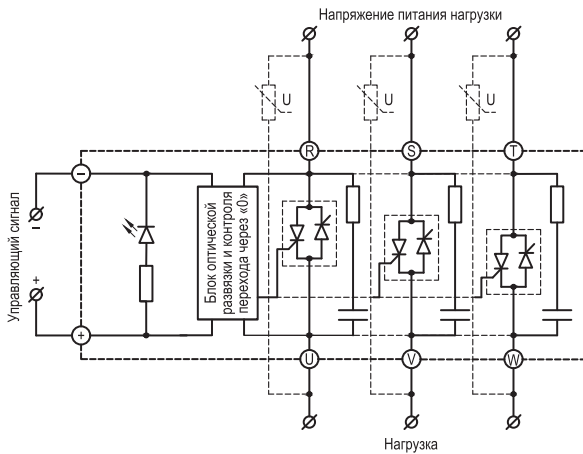 Напряжение питания нагрузки
U
U
U
R
S
T
−
Управляющий сигнал
−
+
Блок оптической
развязки и контроля
перехода через «0»
+
U
V
W
Нагрузка